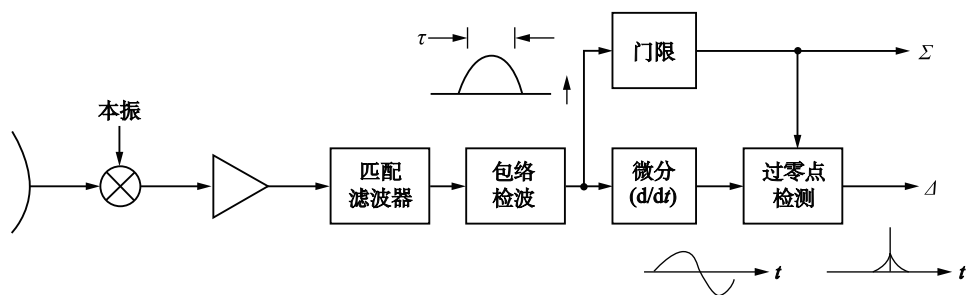 τ
门限
Σ
本振
匹配
滤波器
包络
检波
微分
(d/dt)
过零点
检测
Δ
t
t